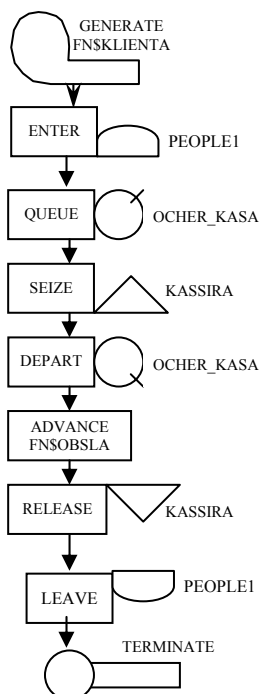 GENERATE
FN$KLIENTA
ENTER
PEOPLE1
QUEUE
OCHER_KASA
SEIZE
KASSIRA
DEPART
OCHER_KASA
ADVANCE
FN$OBSLA
RELEASE
KASSIRA
PEOPLE1
LEAVE
TERMINATE